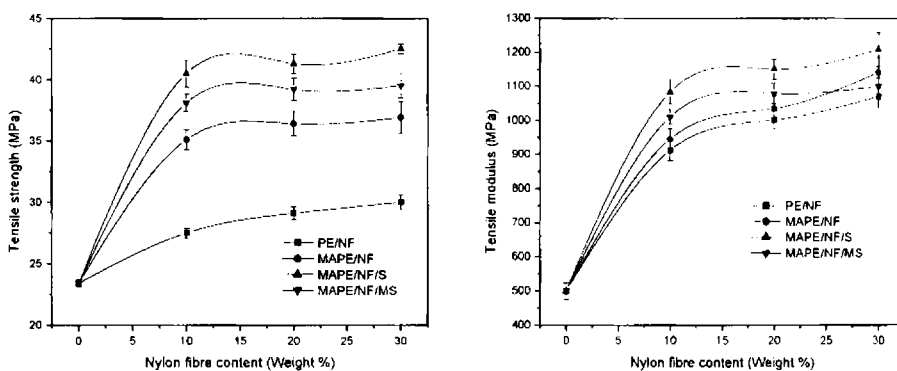 45
40
35
30
25
20
Tensile strength (MPa)
0 5 10 15 20 25 30
Nylon fibre content (Weight %)
PE/NF
MAPE/NF
MAPE/NF/S
MAPE/NF/MS
1300
1200
1100
1000
900
800
700
600
500
400
Tensile modulus (MPa)
0 5 10 15 20 25 30
Nylon fibre content (Weight %)
PE/NF
MAPE/NF
MAPE/NF/S
MAPE/NF/MS